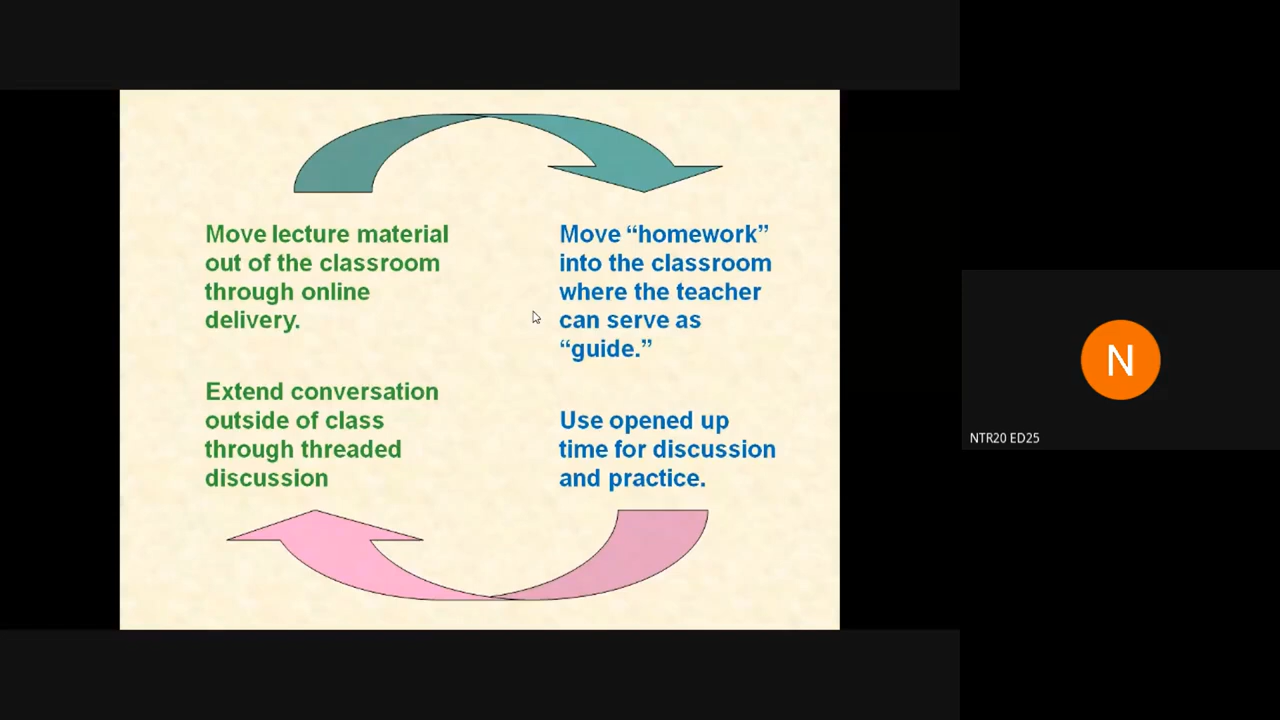 Move lecture material
out of the classroom
through online
delivery.
Extend conversation
outside of class
through threaded
discussion
Move “homework”
into the classroom
where the teacher
can serve as
“guide.”
Use opened up
time for discussion
and practice.
N
NTR20 ED25